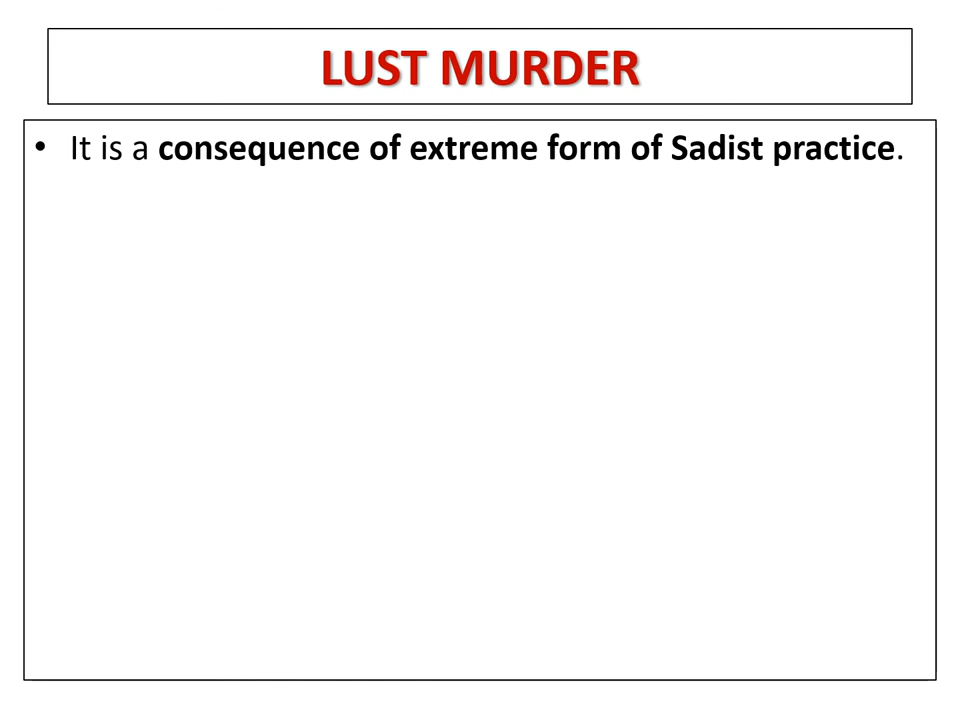 LUST MURDER
• It is a consequence of extreme form of Sadist practice.